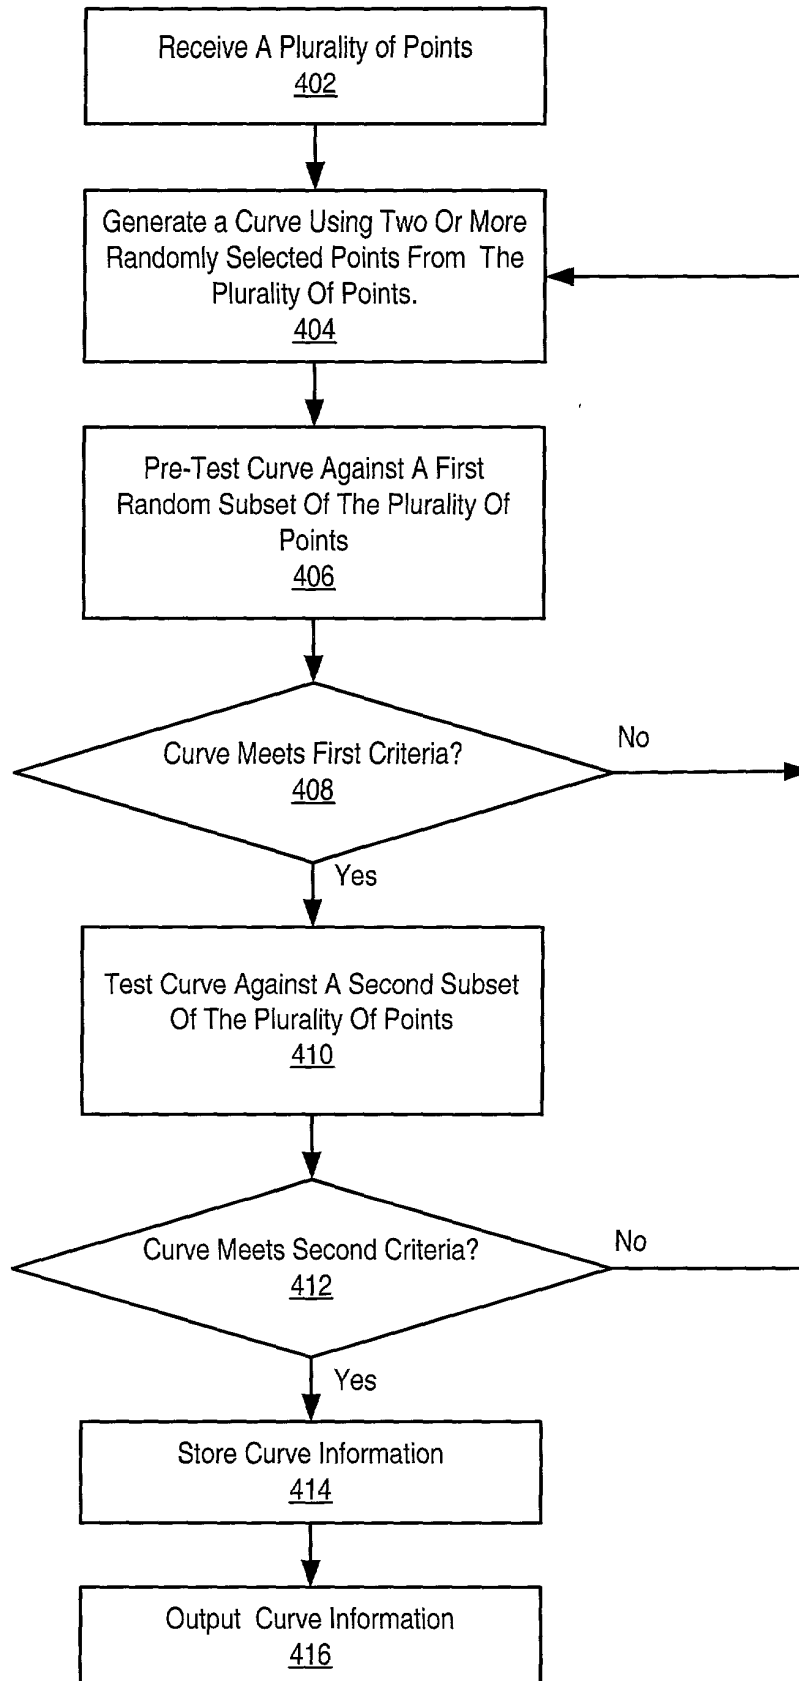 Receive A Plurality of Points
402
Generate a Curve Using Two Or More
Randomly Selected Points From The
Plurality Of Points.
404
Pre-Test Curve Against A First
Random Subset Of The Plurality Of
Points
406
Curve Meets First Criteria?
408
No
Yes
Test Curve Against A Second Subset
Of The Plurality Of Points
410
Curve Meets Second Criteria?
412
No
Yes
Store Curve Information
414
Output Curve Information
416